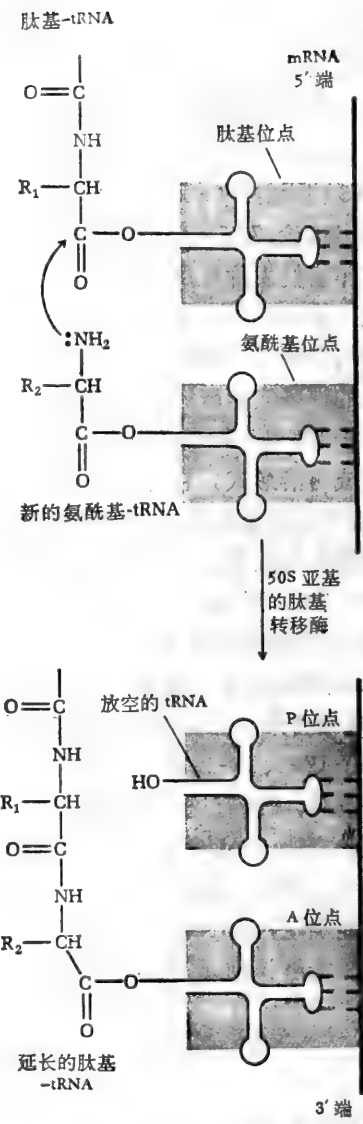 肽基-tRNA
mRNA
5′端
O=C
NH
肽基位点
R₁—CH
C—O
O
:NH₂
氨酰基位点
R₂—CH
C—O
O
新的氨酰基-tRNA
50S 亚基
的肽基
转移酶
O=C
放空的 tRNA
P位点
NH
HO
R₁—CH
O=C
NH
A位点
R₂—CH
C—O
O
延长的肽基
-tRNA
3′端